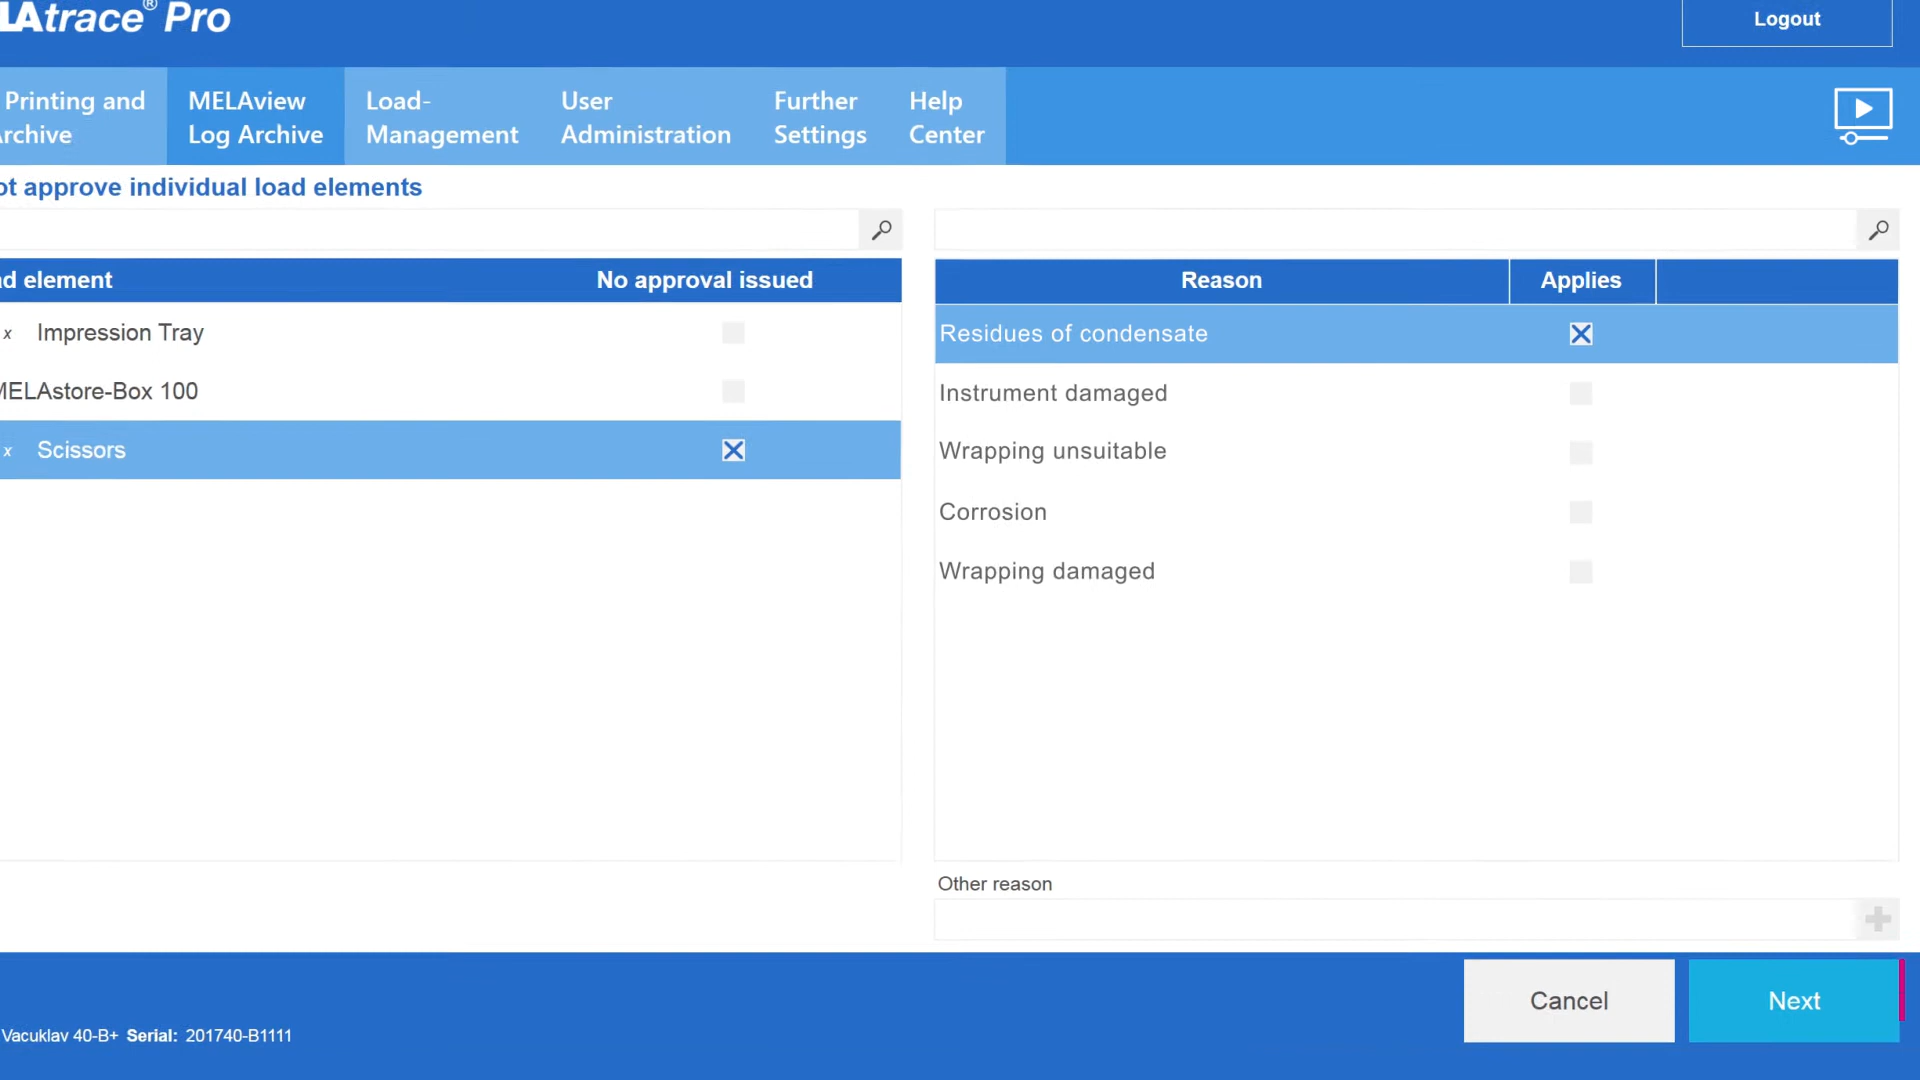 LAtrace® Pro
Logout
Printing and
rchive
MELAview
Log Archive
Load-
Management
User
Administration
Further
Settings
Help
Center
ot approve individual load elements
ad element
No approval issued
x Impression Tray
MELAstore-Box 100
x Scissors
Reason
Applies
Residues of condensate
Instrument damaged
Wrapping unsuitable
Corrosion
Wrapping damaged
Other reason
Cancel
Next
Vacuklav 40-B+ Serial: 201740-B1111